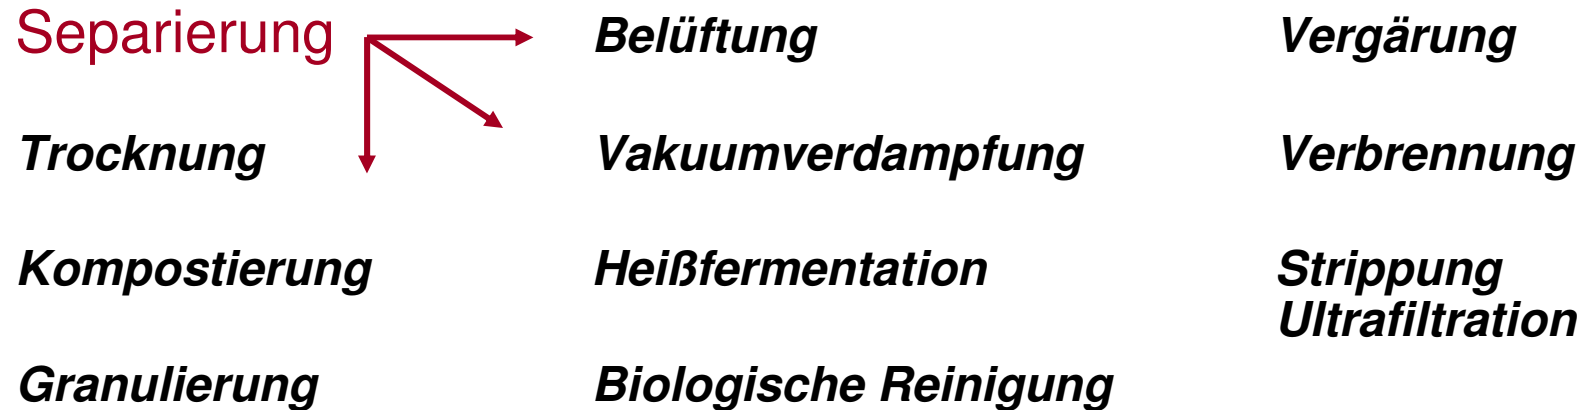 Separierung
Belüftung
Vergärung
Trocknung
Vakuumverdampfung
Verbrennung
Kompostierung
Heißfermentation
Strippung
Ultrafiltration
Granulierung
Biologische Reinigung